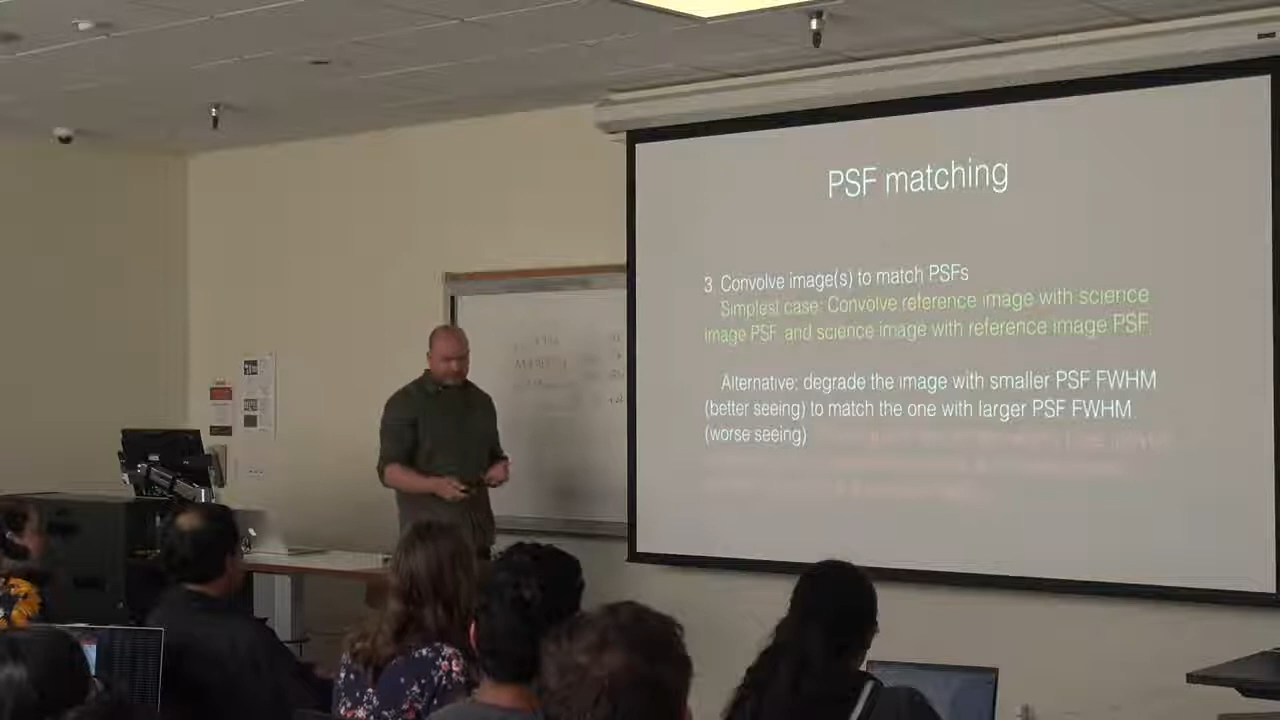 PSF matching
3 Convolve image(s) to match PSFs
Simplest case: Convolve reference image with science
image PSF and science image with reference image PSF
Alternative: degrade the image with smaller PSF FWHM
(better seeing) to match the one with larger PSF FWHM
(worse seeing)